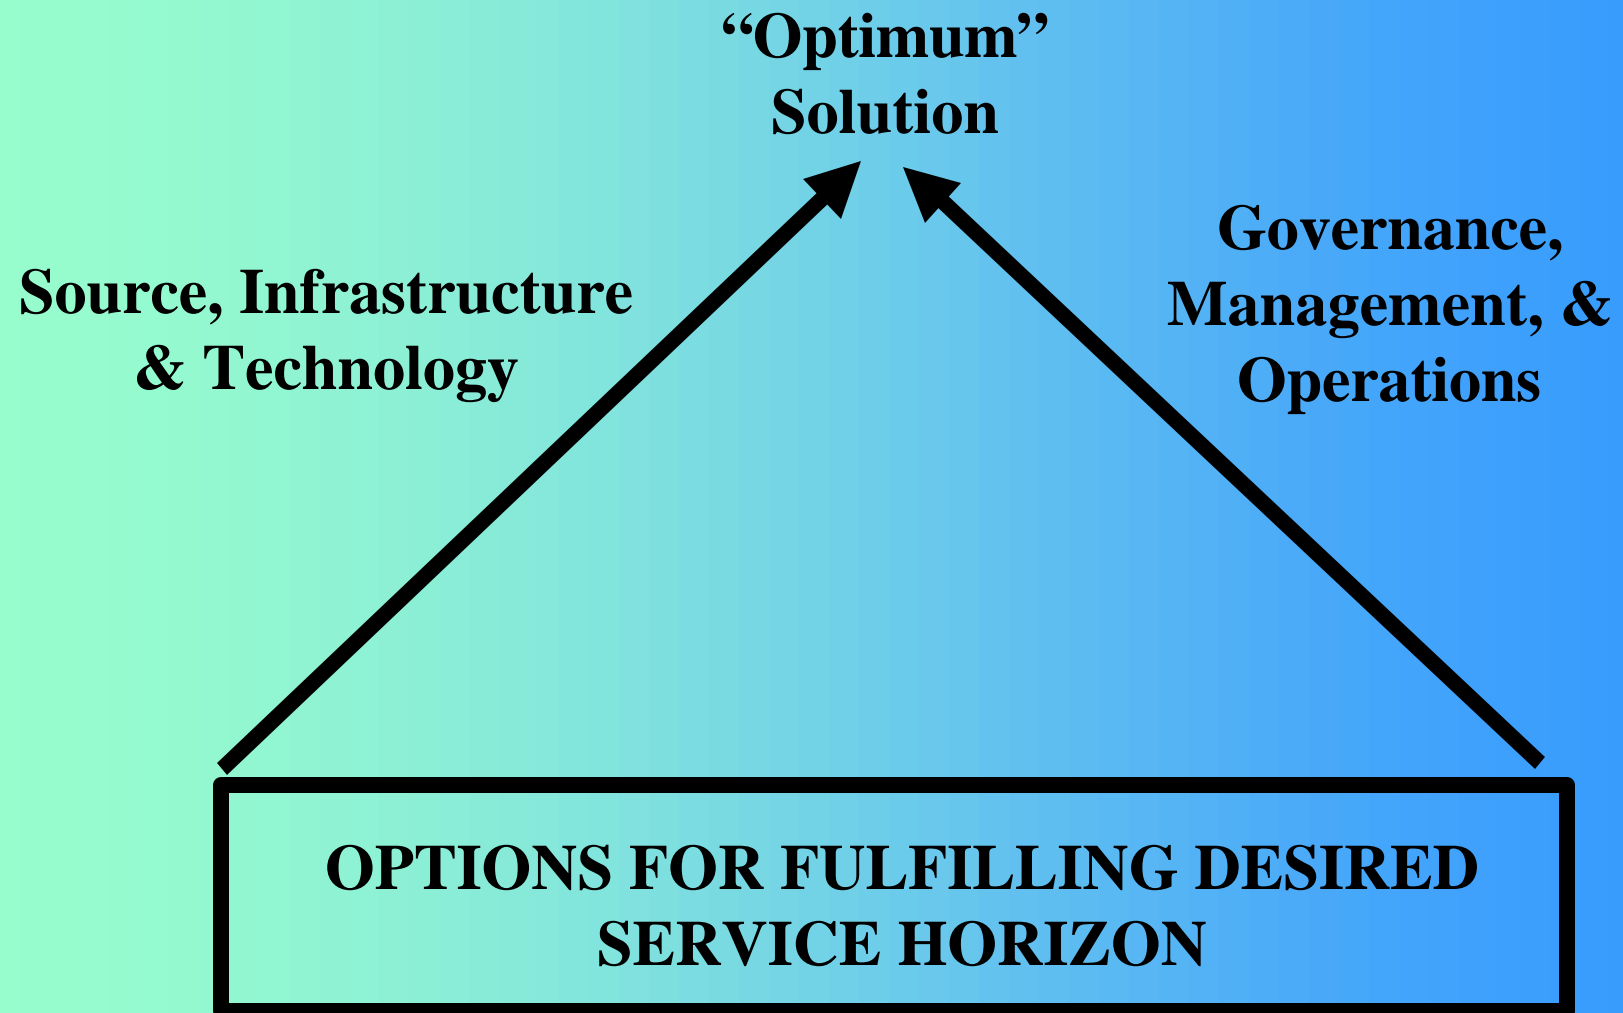 “Optimum”
Solution
Source, Infrastructure
& Technology
Governance,
Management, &
Operations
OPTIONS FOR FULFILLING DESIRED
SERVICE HORIZON